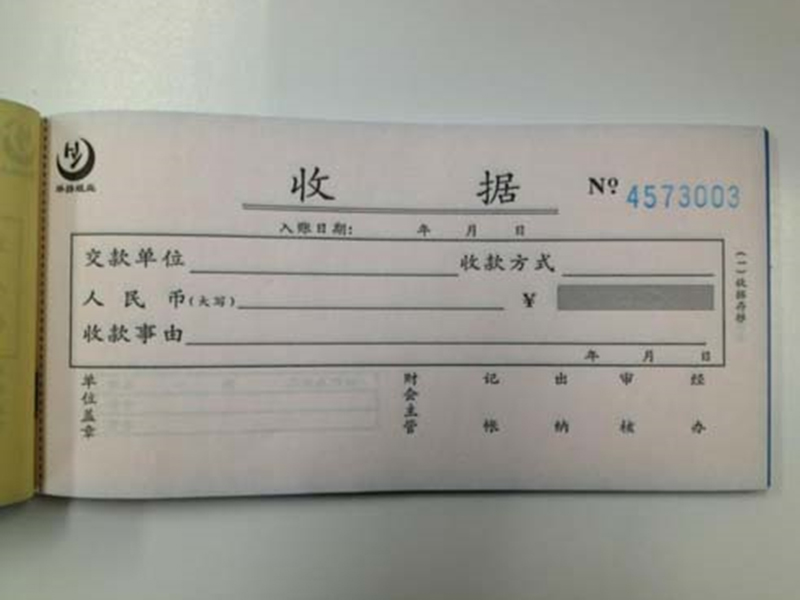 收 据 Nº 4573003
入账日期: 年 月 日
交款单位 收款方式
人民币(大写) ¥
收款事由
年 月 日
单位盖章 财会主管 记帐 出纳 审核 经办